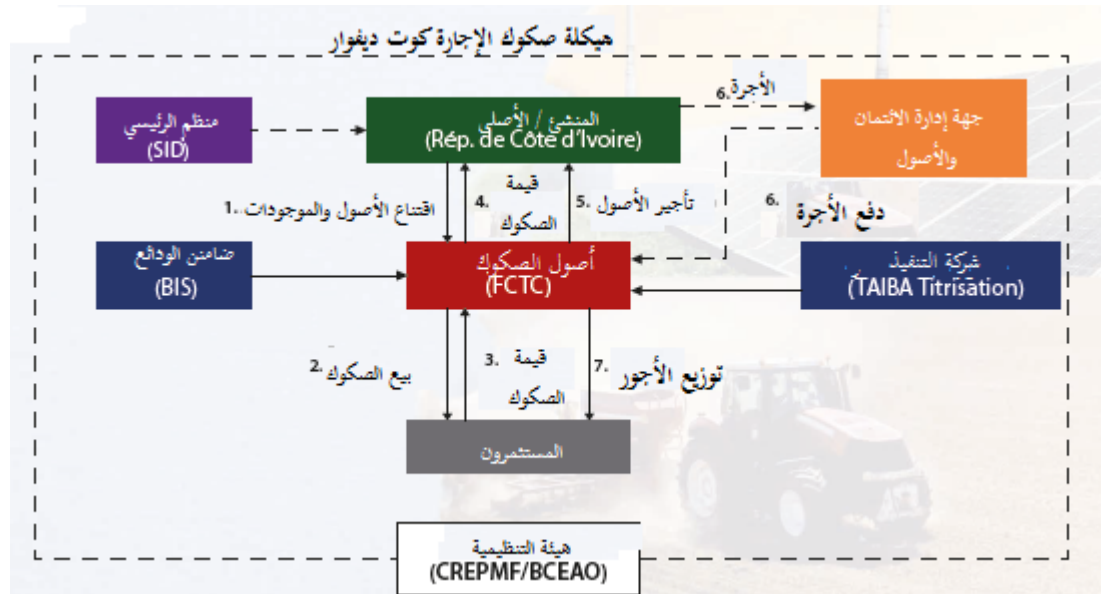 هيكلة صكوك الإجارة كوت ديفوار
منظم الرئيسي
(SID)
المنشئ / الأصلي
(Rép. de Côte d'Ivoire)
6. الأجرة
جهة إدارة الائتمان
والأصول
1. اقتناع الأصول والموجودات
4. قيمة
الصكوك
5. تأجير الأصول
6. دفع الأجرة
ضامن الودائع
(BIS)
أصول الصكوك
(FCTC)
شركة التنفيذ
(TAIBA Titrisation)
2. بيع الصكوك
3. قيمة
الصكوك
7. توزيع الأجور
المستثمرون
هيئة التنظيمية
(CREPMF/BCEAO)